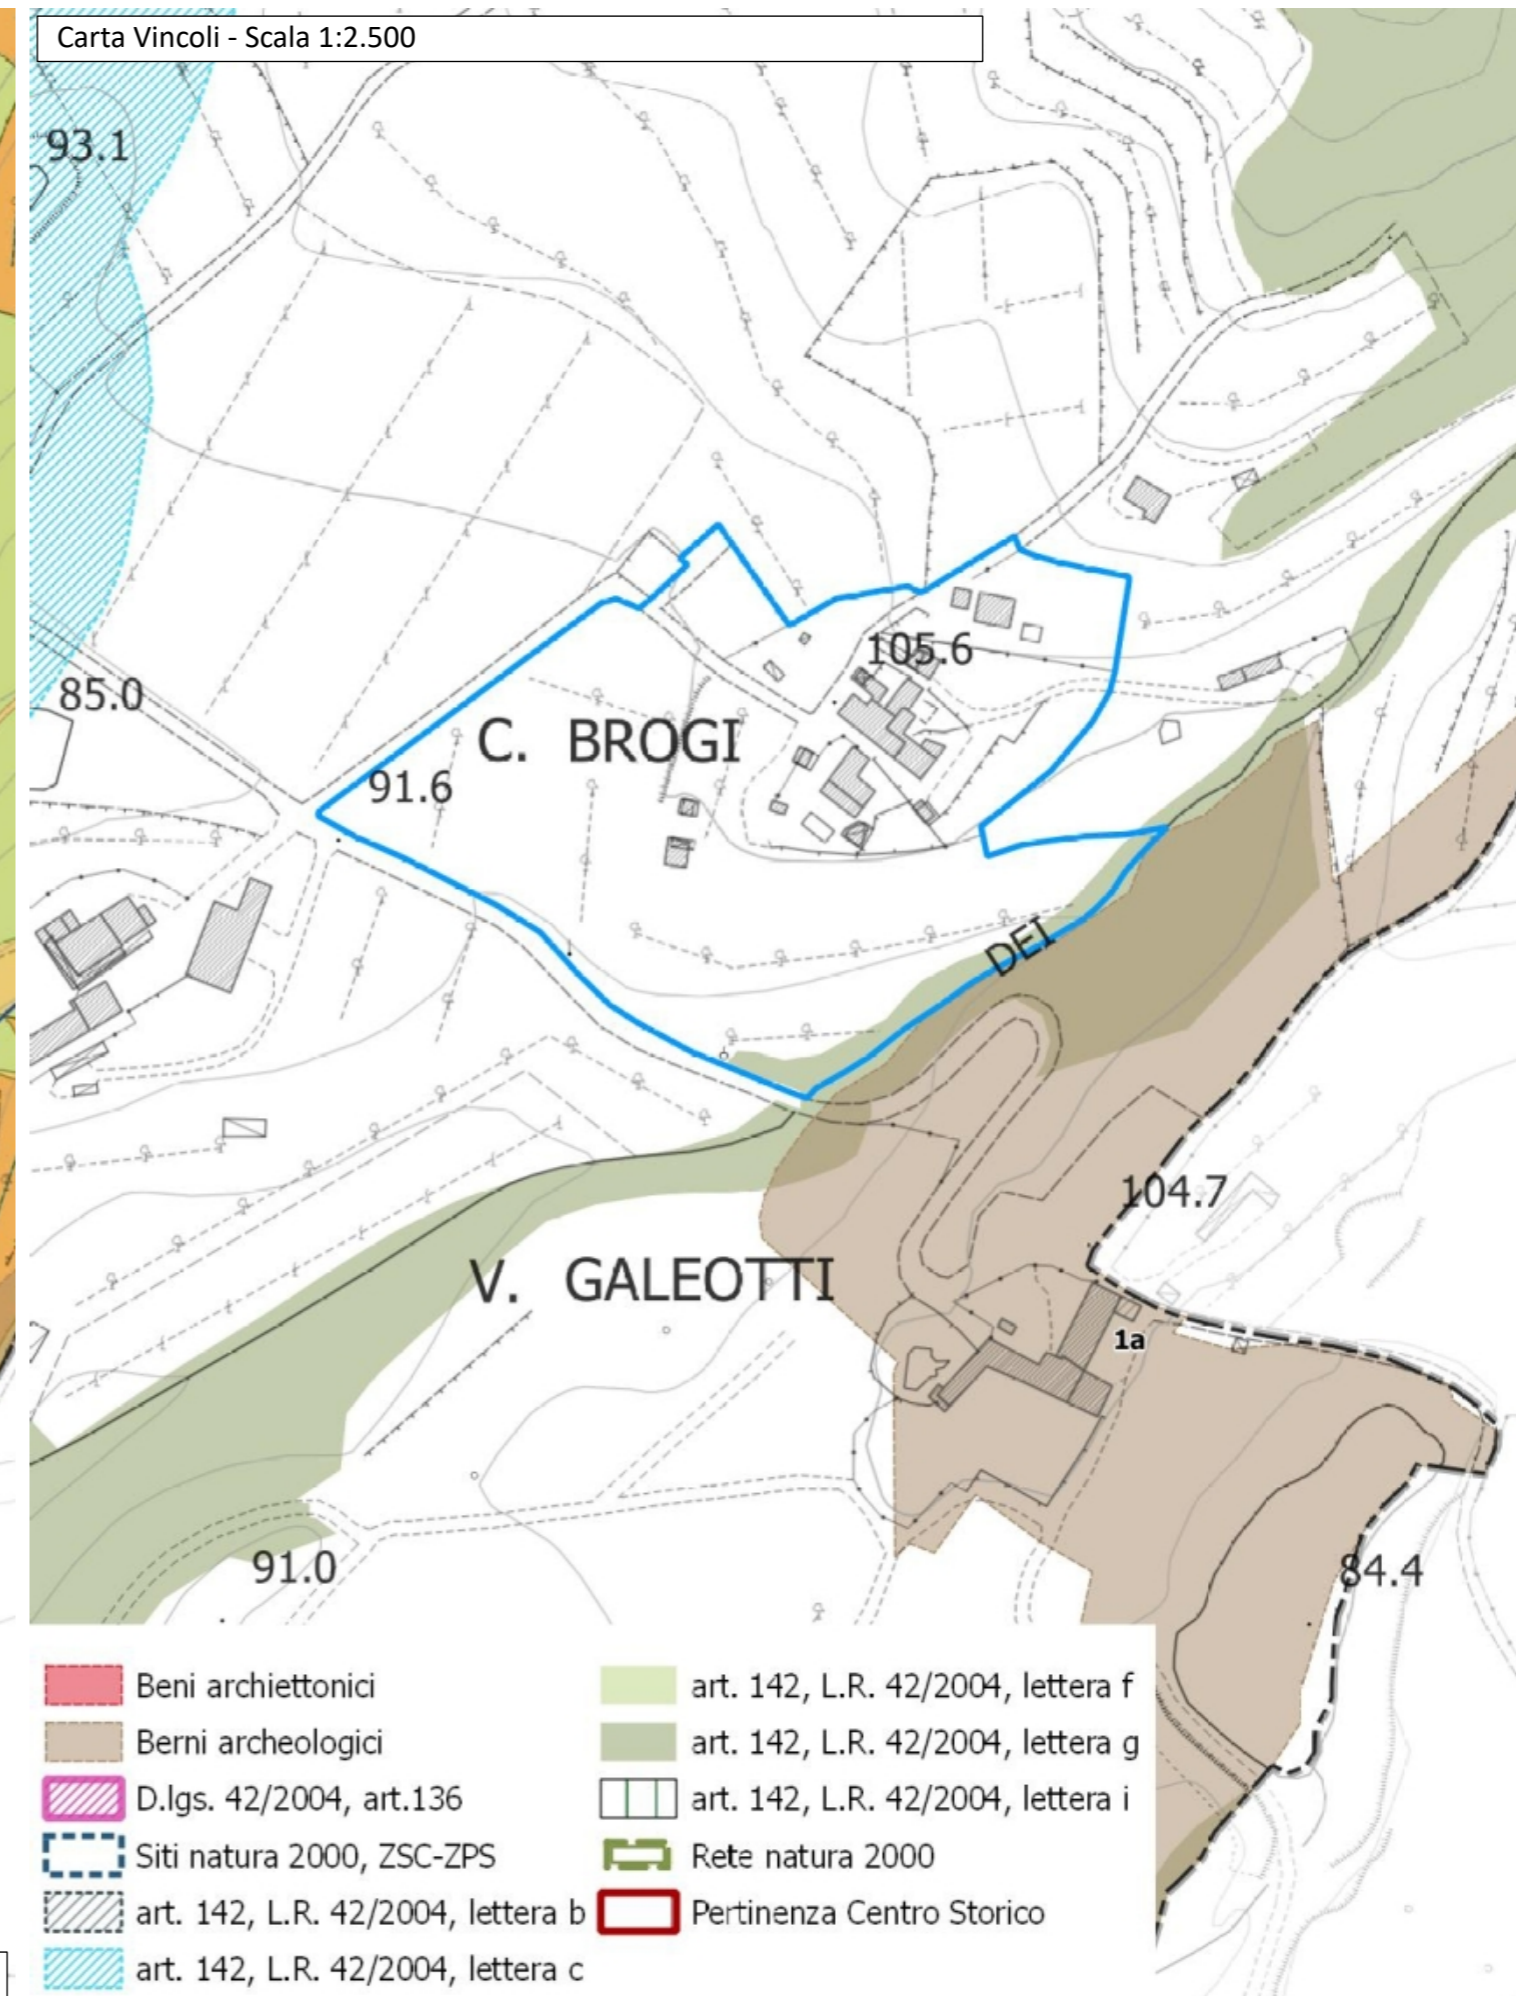 Carta Vincoli - Scala 1:2.500
93.1
105.6
85.0
C. BROGI
91.6
DEI
104.7
V. GALEOTTI
1a
91.0
84.4
Beni archiettonici
Berni archeologici
D.lgs. 42/2004, art.136
Siti natura 2000, ZSC-ZPS
art. 142, L.R. 42/2004, lettera b
art. 142, L.R. 42/2004, lettera c
art. 142, L.R. 42/2004, lettera f
art. 142, L.R. 42/2004, lettera g
art. 142, L.R. 42/2004, lettera i
Rete natura 2000
Pertinenza Centro Storico